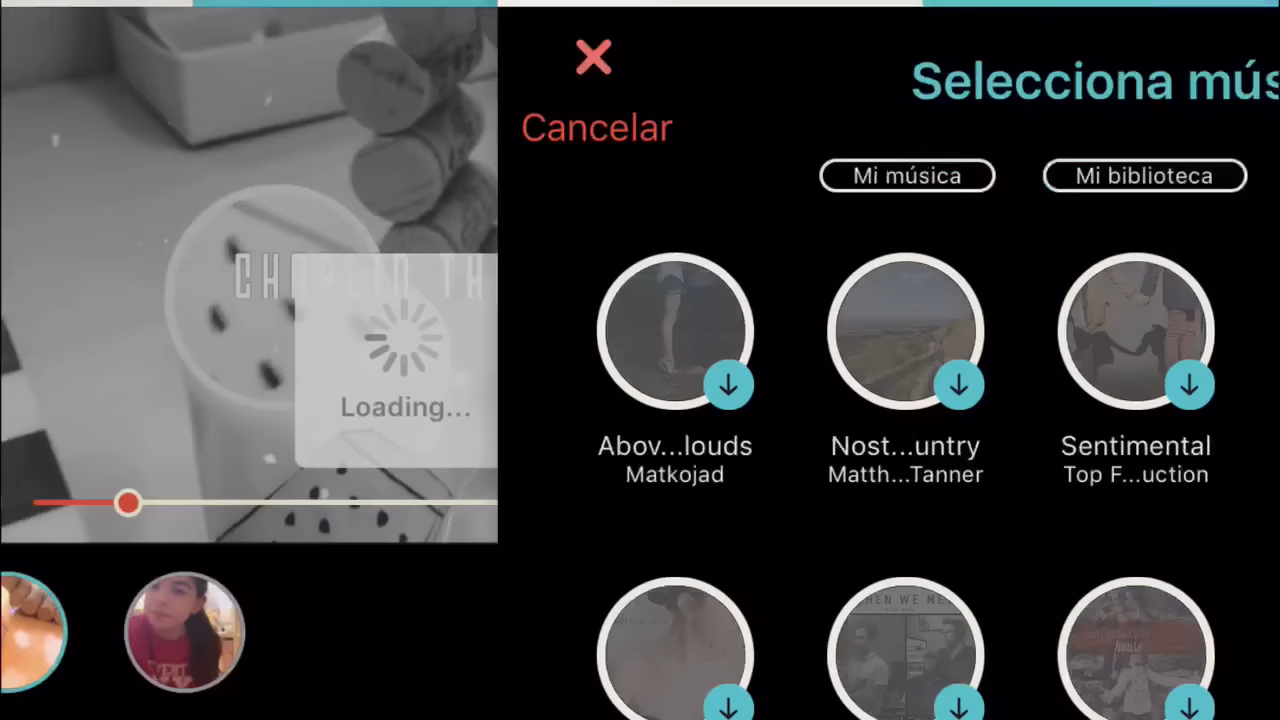 Selecciona mús
Cancelar
Mi música
Mi biblioteca
Loading...
Abov...louds
Matkojad
Nost...untry
Matth...Tanner
Sentimental
Top F...uction